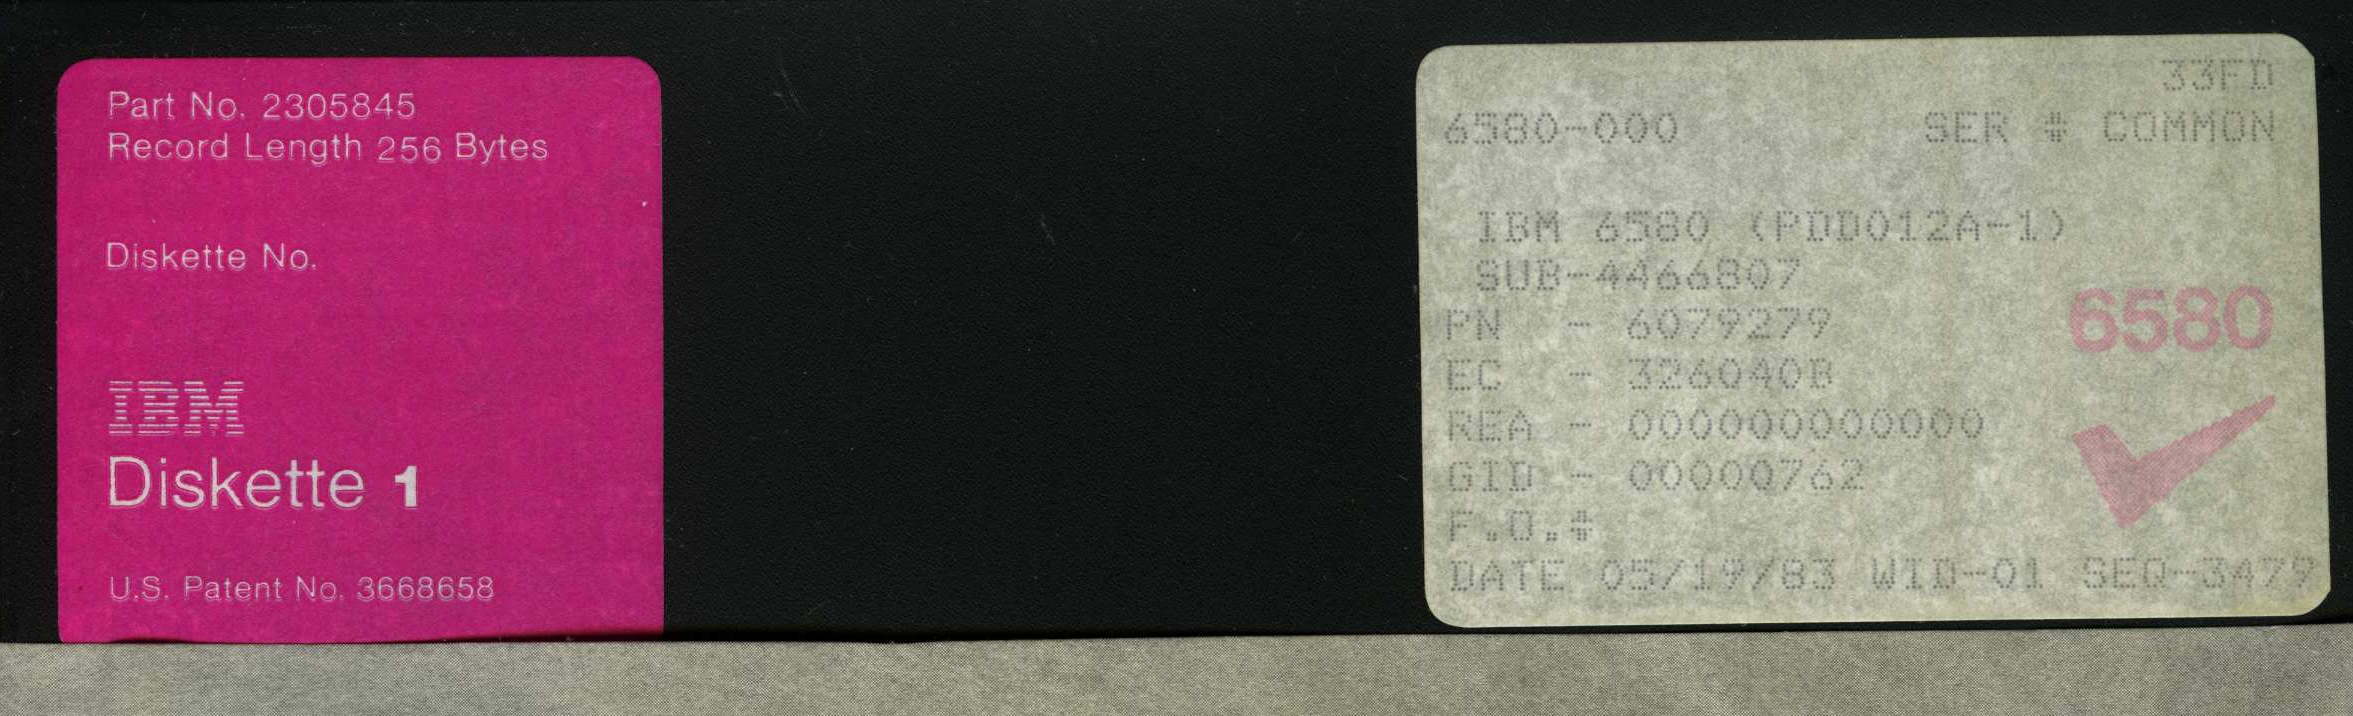 Part No. 2305845
Record Length 256 Bytes
Diskette No.
IBM
Diskette 1
U.S. Patent No. 3668658
33FD
6580-000 SER # COMMON
IBM 6580 (PDD012A-1)
SUB-4466807
PN - 6079279
EC - 326040B
REA - 000000000000
GID - 00000762
F.O.#
DATE 05/19/83 WID-01 SEQ-3479
6580